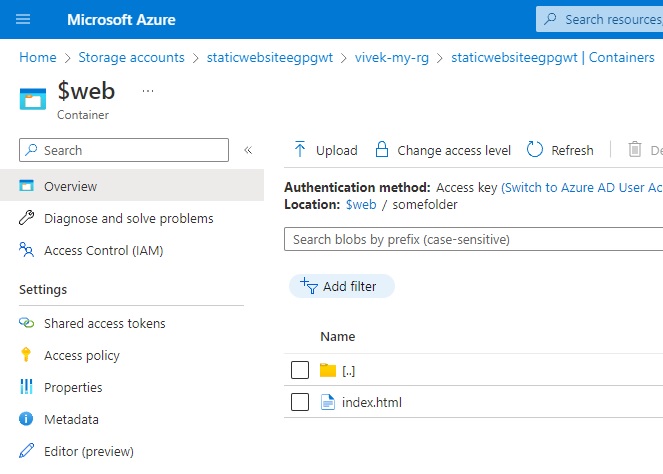 Microsoft Azure
Search resources,
Home > Storage accounts > staticwebsiteegpgwt > vivek-my-rg > staticwebsiteegpgwt | Containers
$web ...
Container
Search «
Upload Change access level Refresh De
Overview
Authentication method: Access key (Switch to Azure AD User Ac
Location: $web / somefolder
Diagnose and solve problems
Search blobs by prefix (case-sensitive)
Access Control (IAM)
Add filter
Settings
Shared access tokens
Name
Access policy
[..]
Properties
index.html
Metadata
Editor (preview)